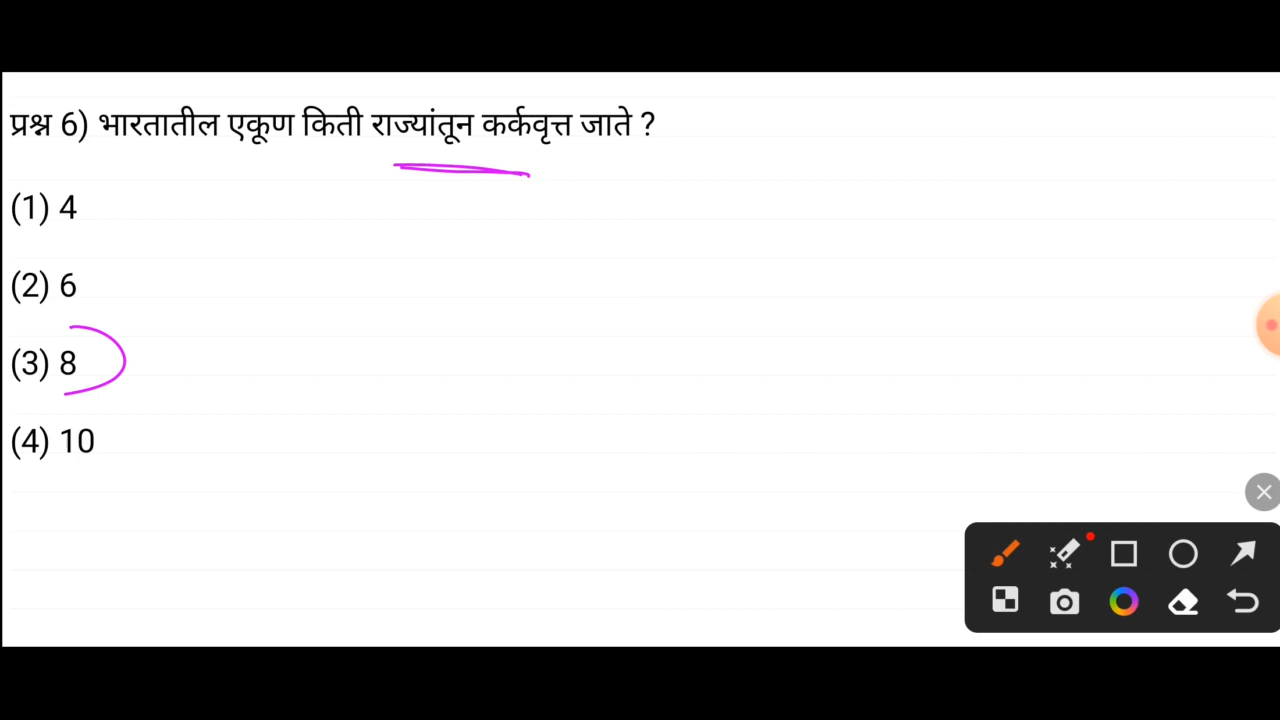 प्रश्न 6) भारतातील एकूण किती राज्यांतून कर्कवृत्त जाते ?
(1) 4
(2) 6
(3) 8
(4) 10